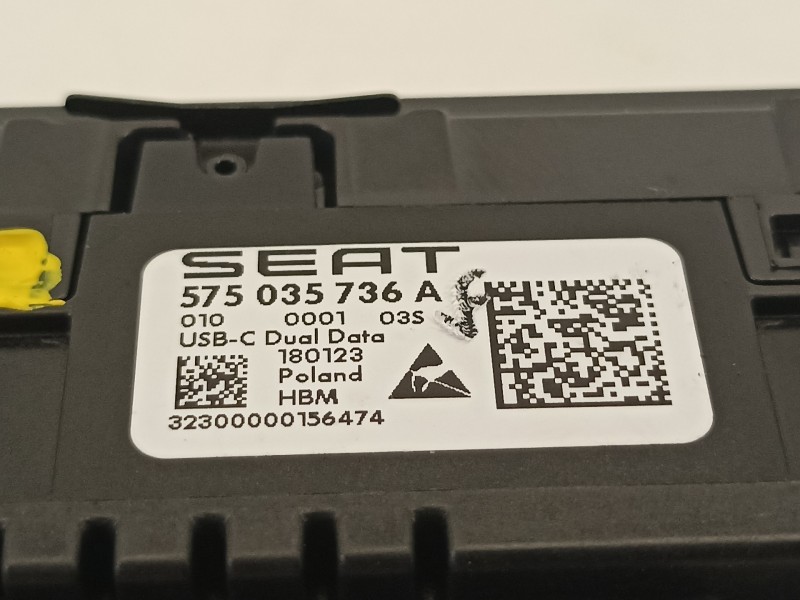 SEAT
575 035 736 A
010 0001 03S
USB-C Dual Data
180123
Poland
HBM
32300000156474